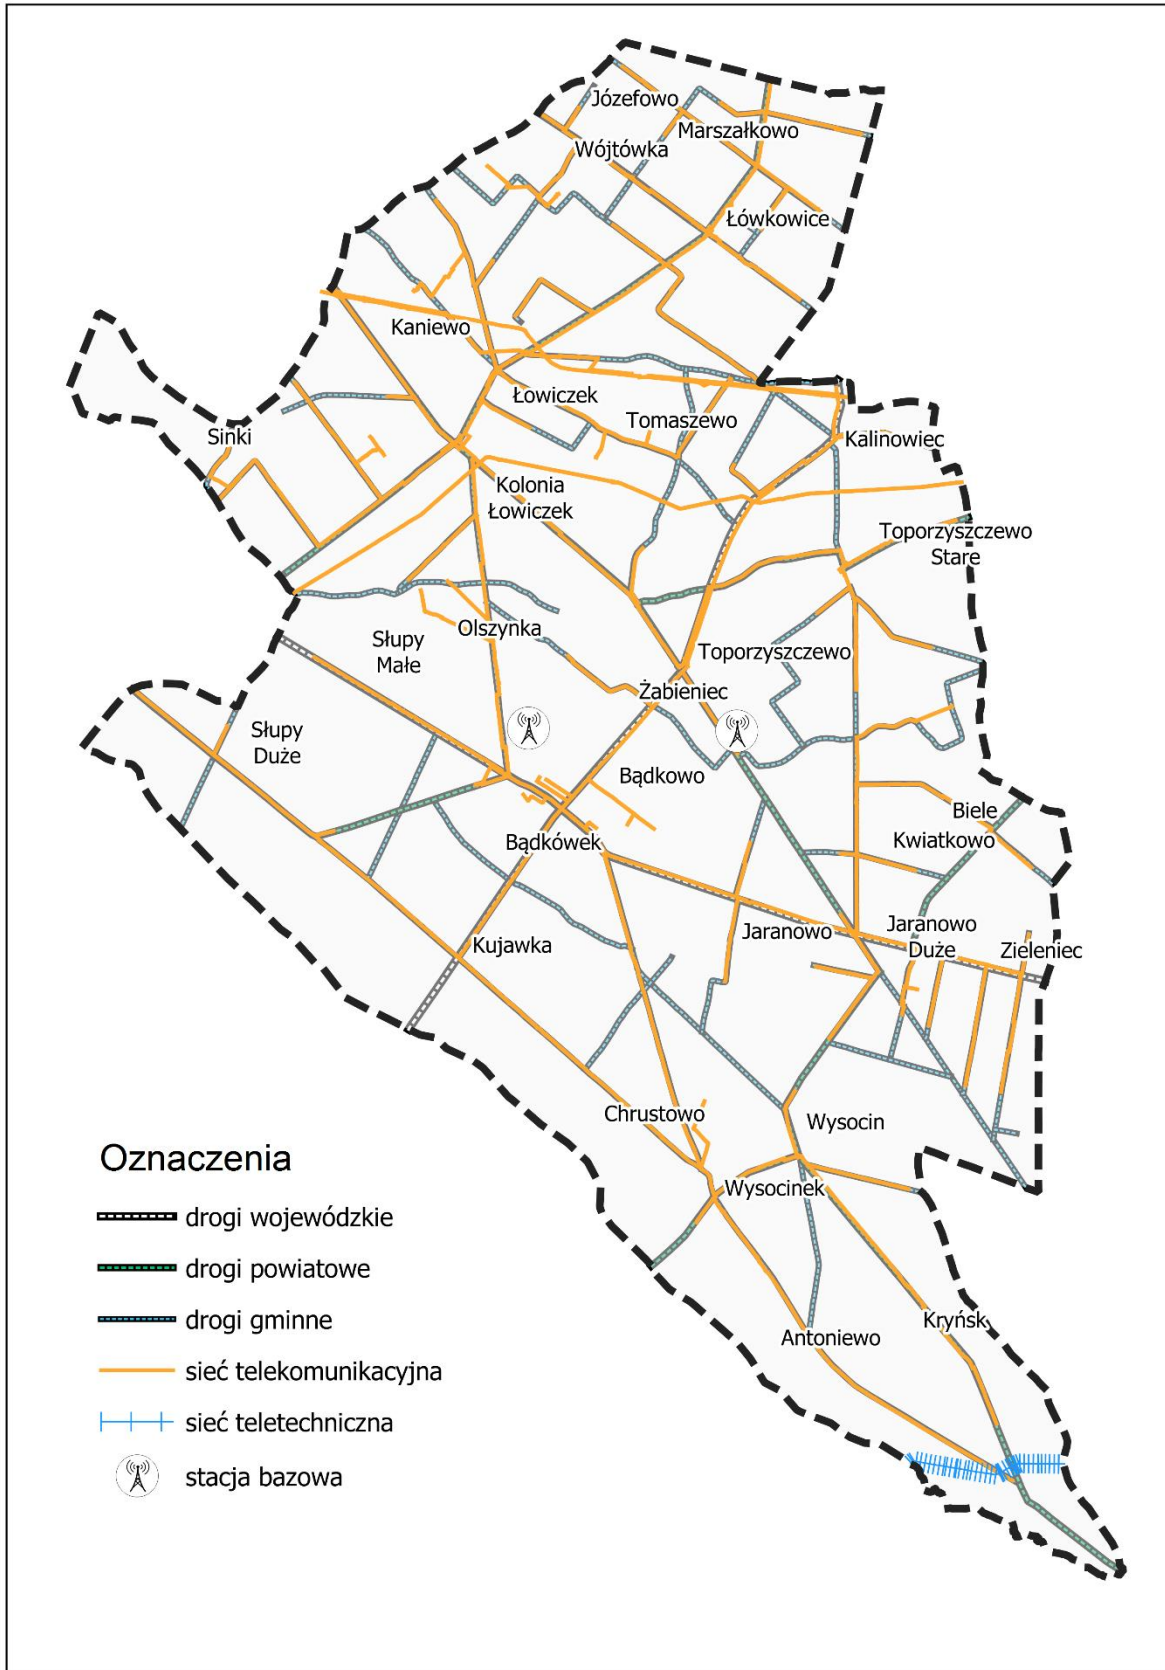 Józefowo
Marszałkowo
Wójtówka
Łówkowice
Kaniewo
Łowiczek
Tomaszewo
Sinki
Kalinowiec
Kolonia
Łowiczek
Toporzyszczewo
Stare
Olszynka
Słupy
Małe
Toporzyszczewo
Żabieniec
Słupy
Duże
Bądkowo
Biele
Bądkówek
Kwiatkowo
Kujawka
Jaranowo
Jaranowo
Duże
Zieleniec
Chrustowo
Wysocin
Wysocinek
Kryńsk
Antoniewo
Oznaczenia
drogi wojewódzkie
drogi powiatowe
drogi gminne
sieć telekomunikacyjna
sieć teletechniczna
stacja bazowa